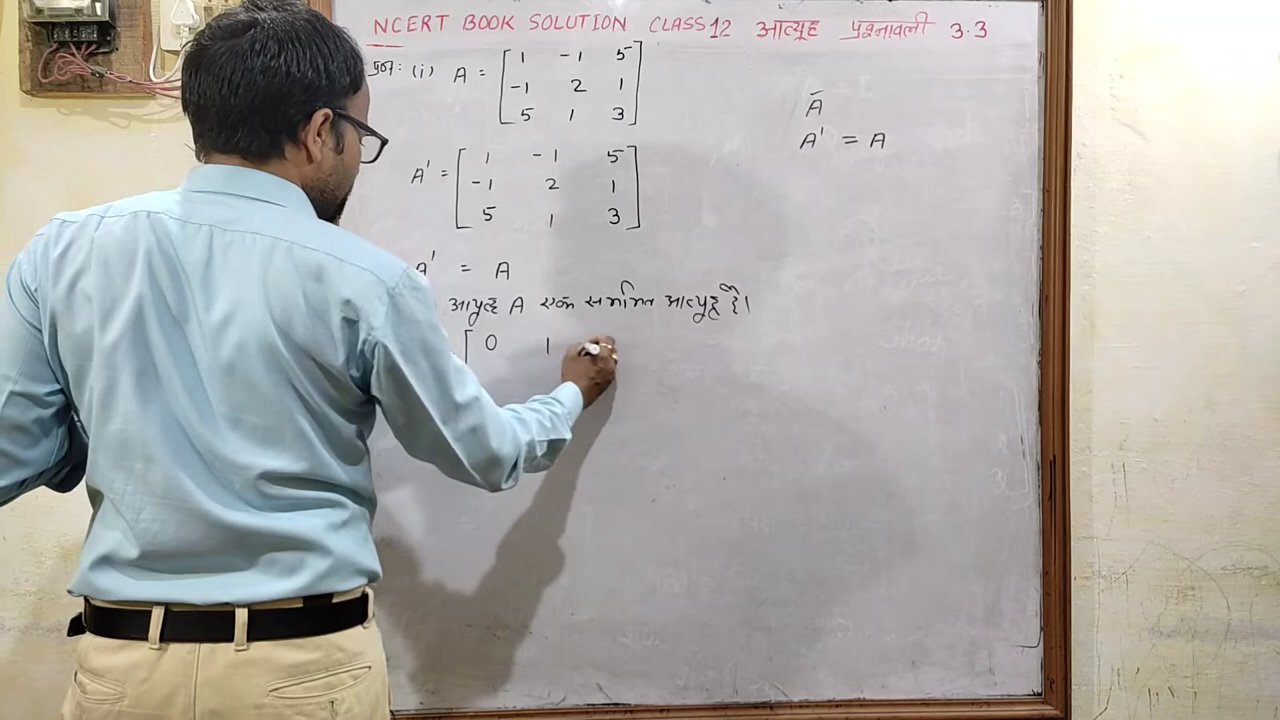 NCERT BOOK SOLUTION CLASS 12 आव्यूह प्रश्नावली 3.3
प्रश्न: (i) A = [ 1 -1 5
-1 2 1
5 1 3 ]
A' = [ 1 -1 5
-1 2 1
5 1 3 ]
A' = A
आव्यूह A एक सममित आव्यूह है।
[ 0 1
Ā
A' = A